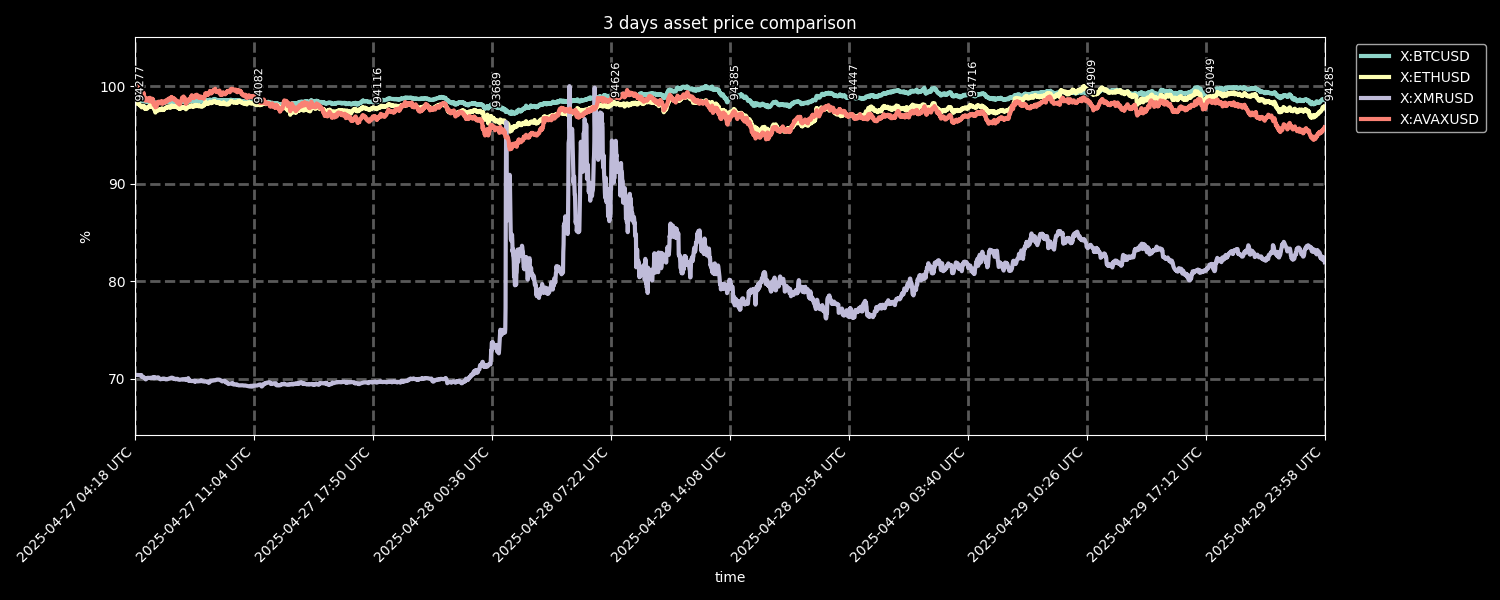 3 days asset price comparison
X:BTCUSD
X:ETHUSD
X:XMRUSD
X:AVAXUSD
94277
94082
94116
93689
94626
94385
94447
94716
94909
95049
94285
100
90
80
70
%
2025-04-27 04:18 UTC
2025-04-27 11:04 UTC
2025-04-27 17:50 UTC
2025-04-28 00:36 UTC
2025-04-28 07:22 UTC
2025-04-28 14:08 UTC
2025-04-28 20:54 UTC
2025-04-29 03:40 UTC
2025-04-29 10:26 UTC
2025-04-29 17:12 UTC
2025-04-29 23:58 UTC
time